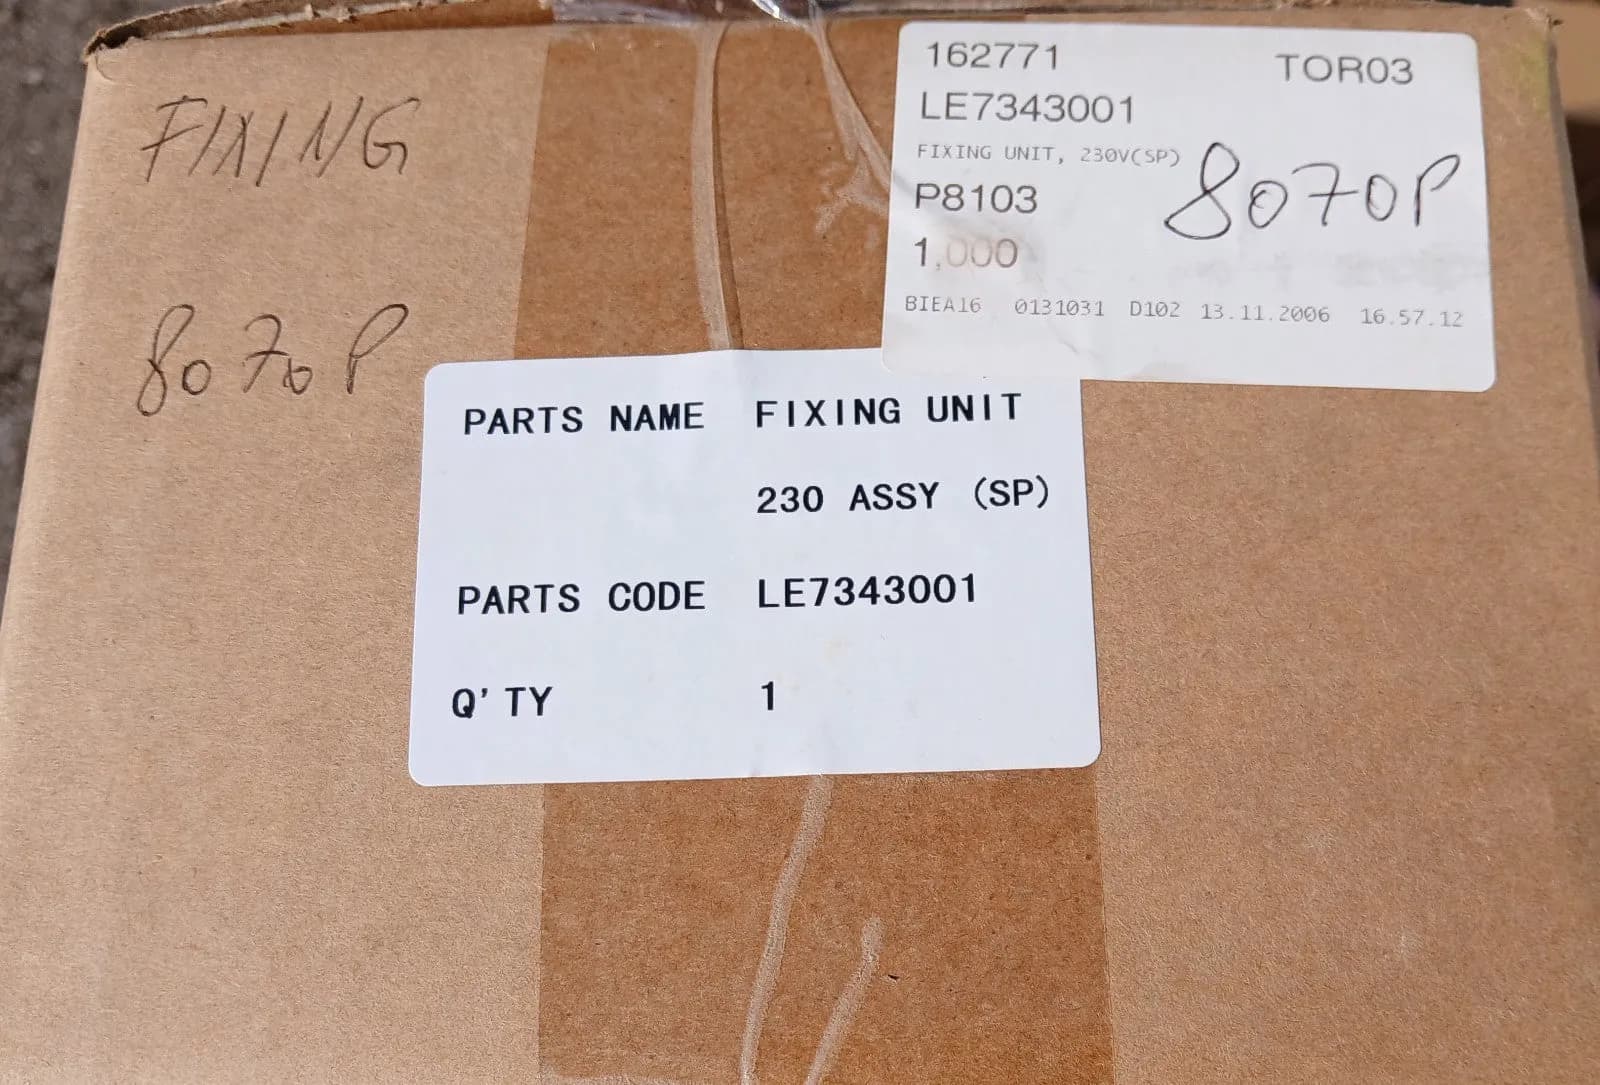 FIXING
8070P
162771 TOR03
LE7343001
FIXING UNIT, 230V(SP)
8070P
P8103
1,000
BIEA16 0131031 D102 13.11.2006 16.57.12
PARTS NAME FIXING UNIT
230 ASSY (SP)
PARTS CODE LE7343001
Q'TY 1